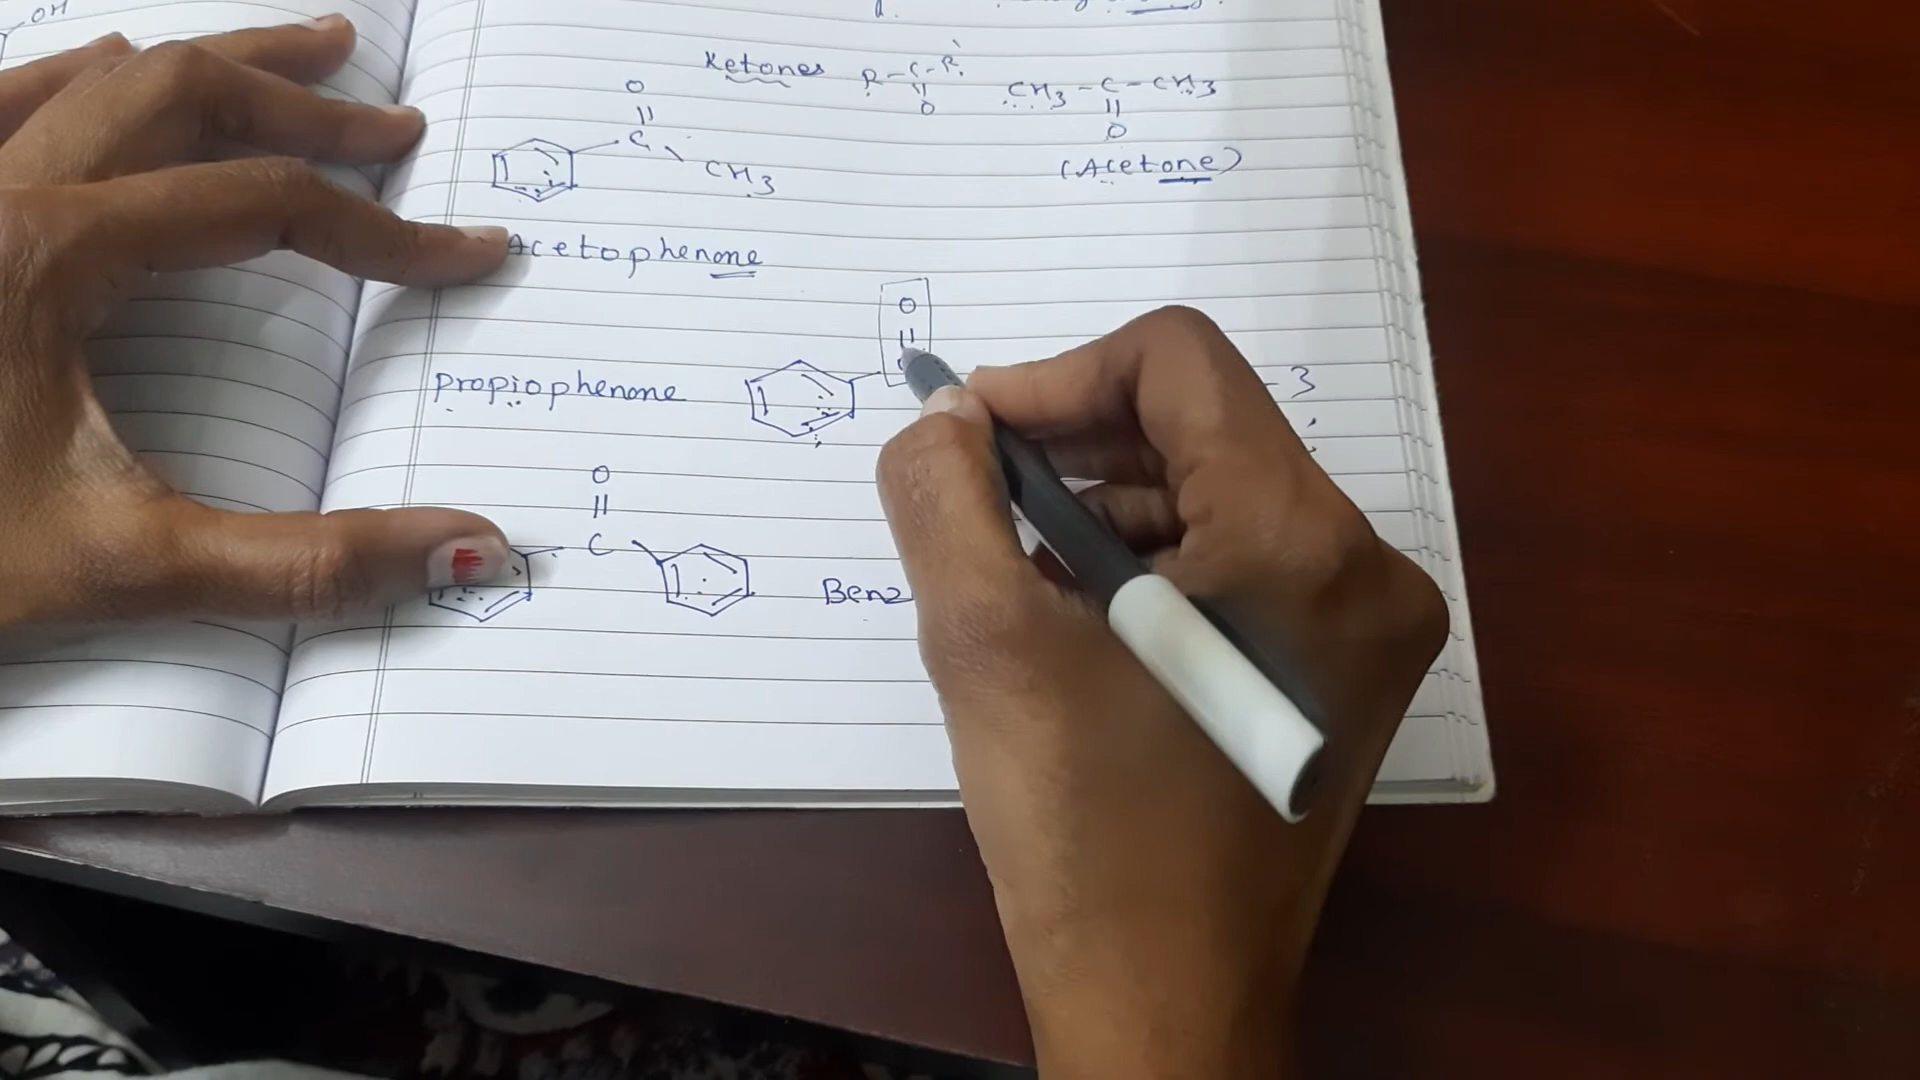 OH
Ketones R-C-R'
O
CH3-C-CH3
O
(Acetone)
O
C
CH3
Acetophenone
O
propiophenone
- 3
O
C
Benz